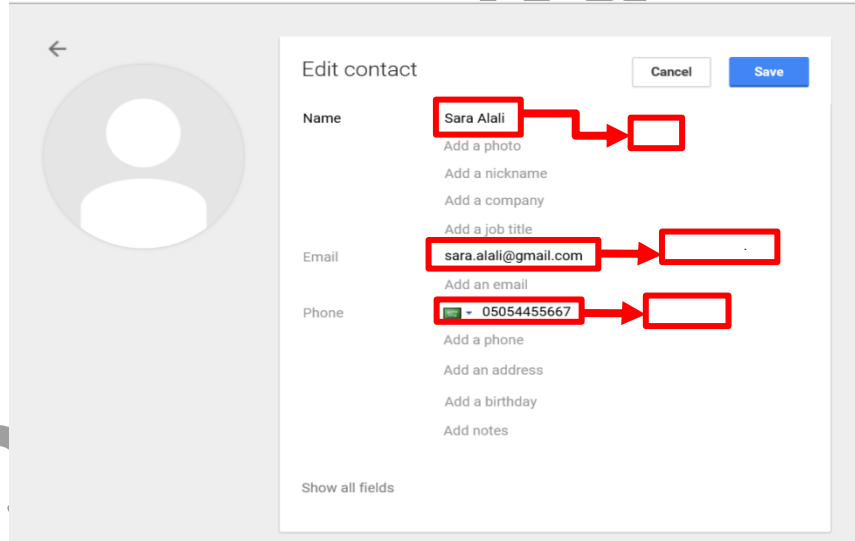 Edit contact
Cancel
Save
Name
Sara Alali
Add a photo
Add a nickname
Add a company
Add a job title
Email
sara.alali@gmail.com
.
Add an email
Phone
05054455667
Add a phone
Add an address
Add a birthday
Add notes
Show all fields